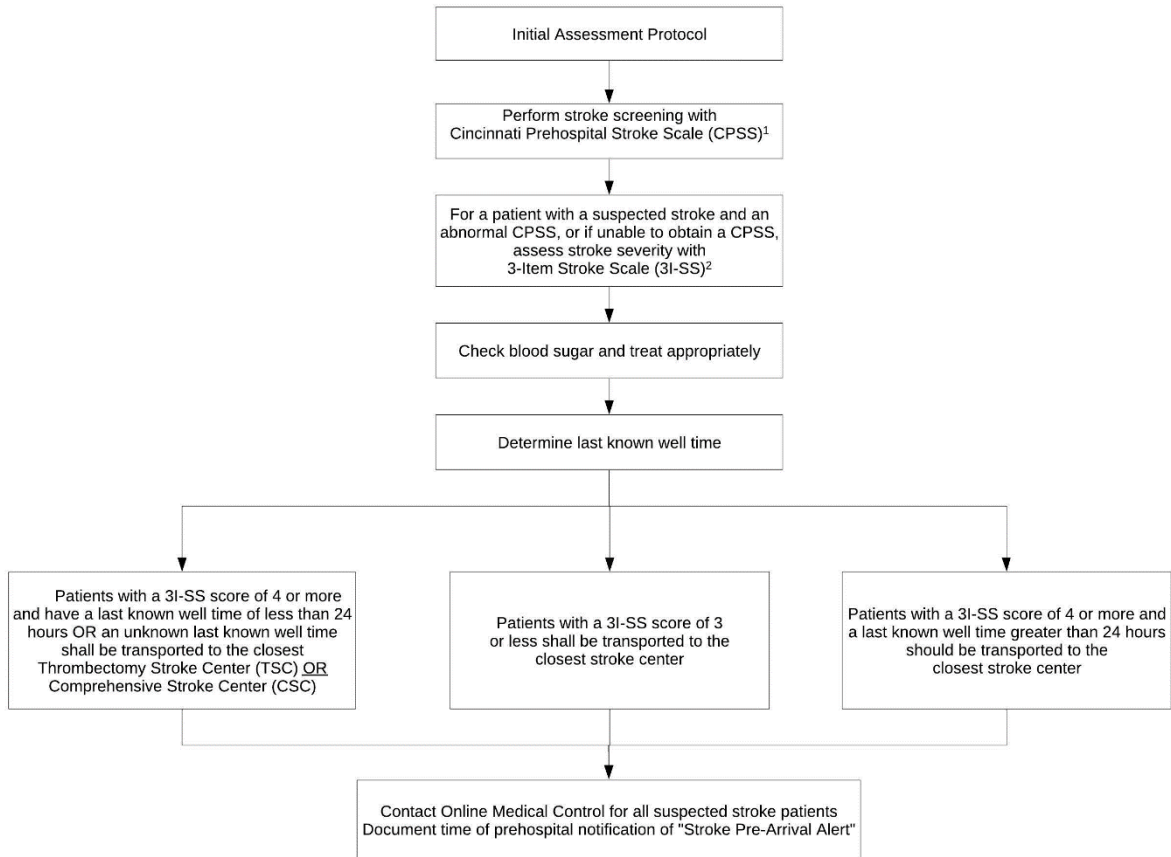 Initial Assessment Protocol
Perform stroke screening with
Cincinnati Prehospital Stroke Scale (CPSS)¹
For a patient with a suspected stroke and an
abnormal CPSS, or if unable to obtain a CPSS,
assess stroke severity with
3-Item Stroke Scale (3I-SS)²
Check blood sugar and treat appropriately
Determine last known well time
Patients with a 3I-SS score of 4 or more
and have a last known well time of less than 24
hours OR an unknown last known well time
shall be transported to the closest
Thrombectomy Stroke Center (TSC) OR
Comprehensive Stroke Center (CSC)
Patients with a 3I-SS score of 3
or less shall be transported to the
closest stroke center
Patients with a 3I-SS score of 4 or more and
a last known well time greater than 24 hours
should be transported to the
closest stroke center
Contact Online Medical Control for all suspected stroke patients
Document time of prehospital notification of "Stroke Pre-Arrival Alert"